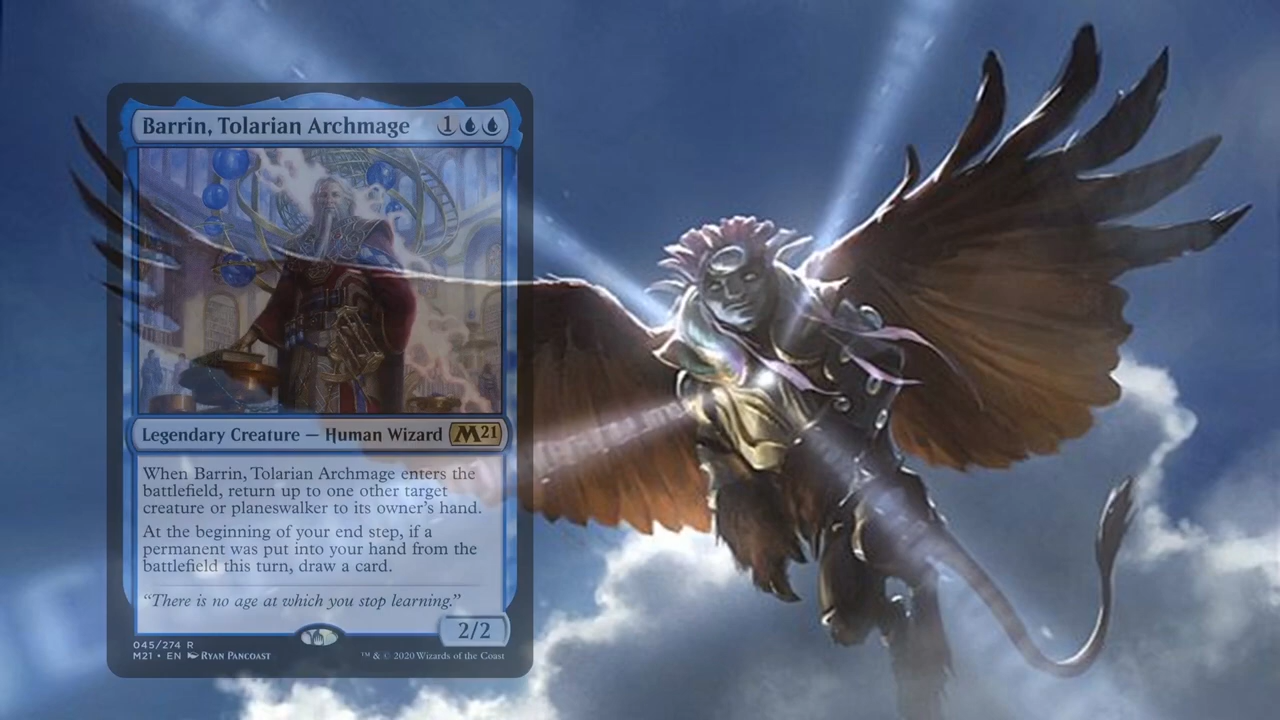 Barrin, Tolarian Archmage 1
Legendary Creature — Human Wizard M21
When Barrin, Tolarian Archmage enters the
battlefield, return up to one other target
creature or planeswalker to its owner's hand.
At the beginning of your end step, if a
permanent was put into your hand from the
battlefield this turn, draw a card.
“There is no age at which you stop learning.”
2/2
045/274 R
M21 • EN Ryan Pancoast ™ & © 2020 Wizards of the Coast